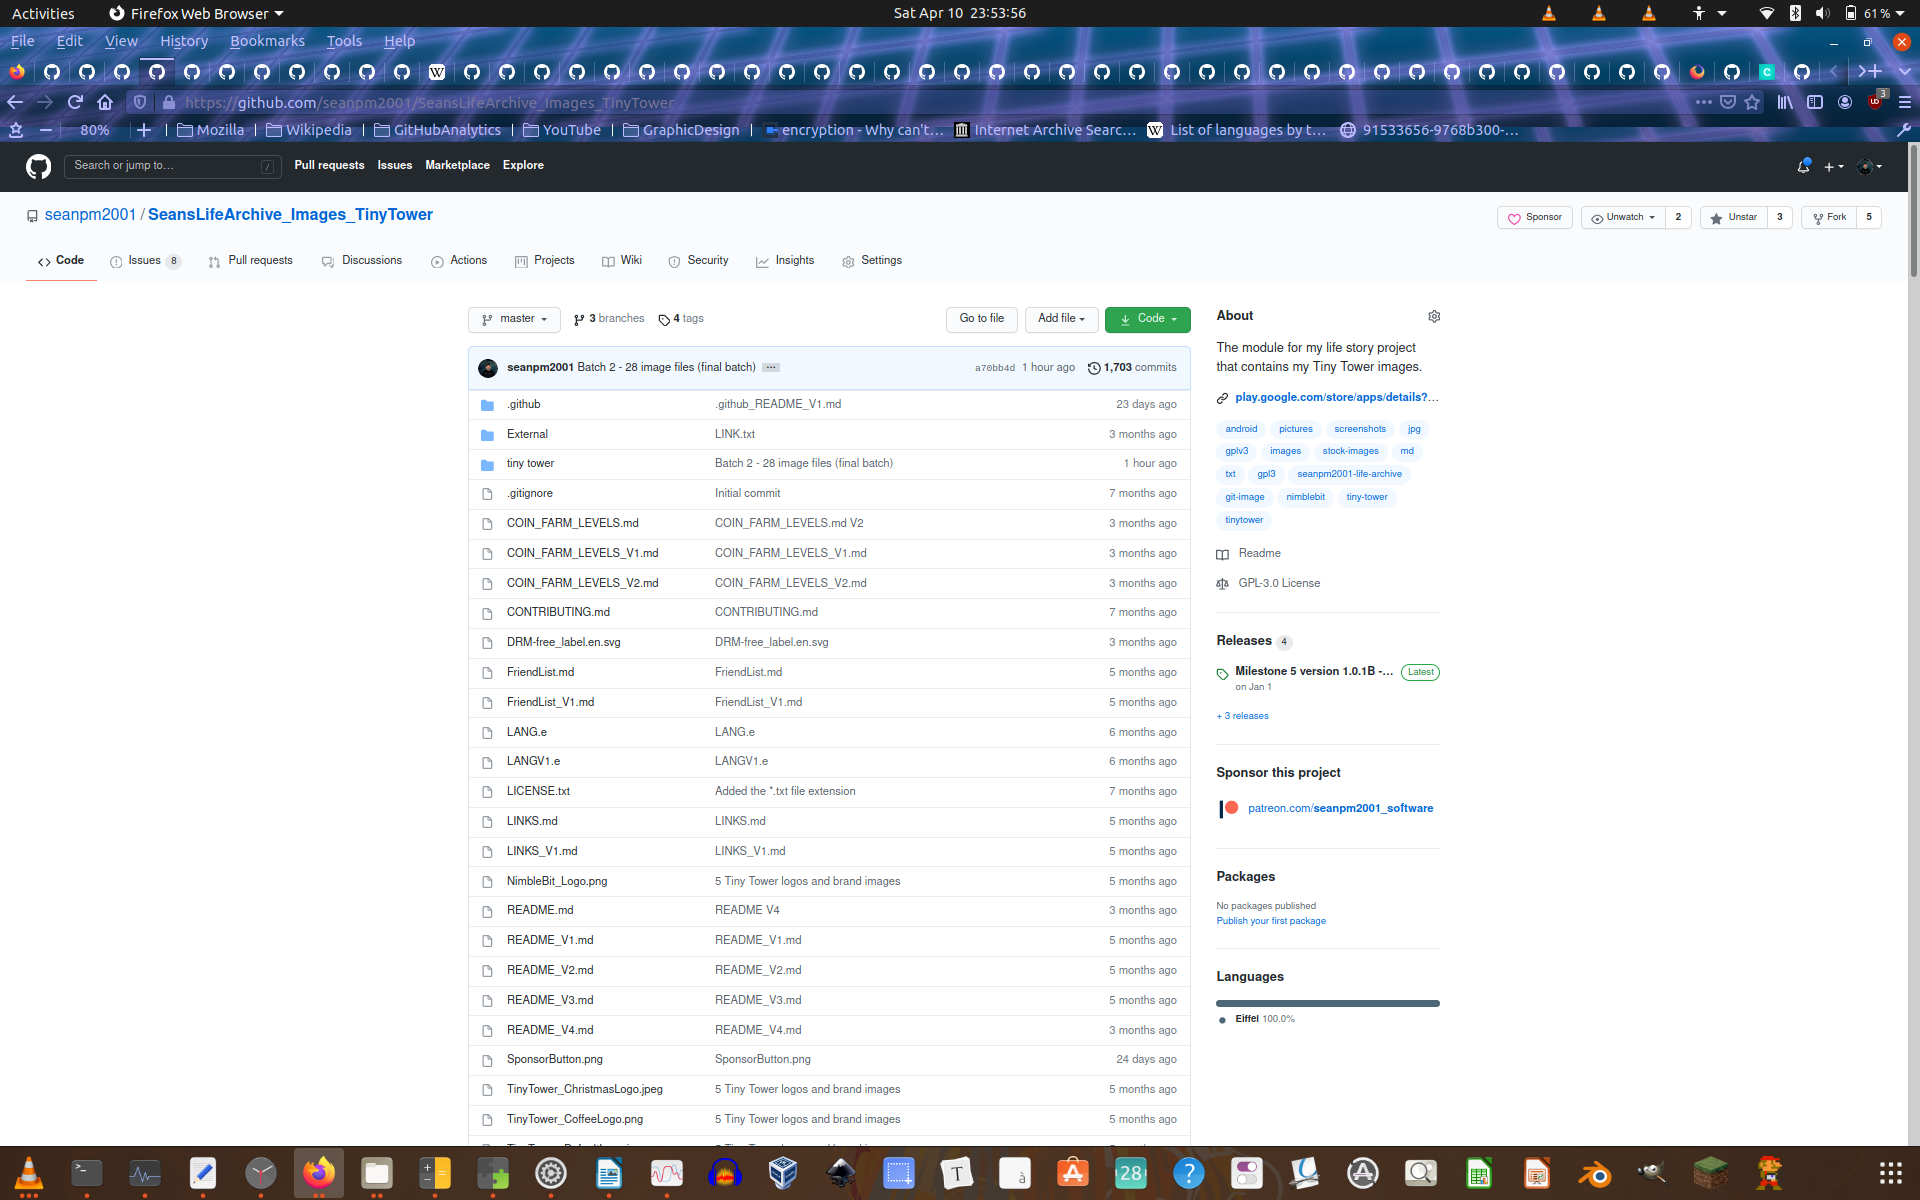 Activities Firefox Web Browser Sat Apr 10 23:53:56 61 %
File Edit View History Bookmarks Tools Help
https://github.com/seanpm2001/SeansLifeArchive_Images_TinyTower 3
80% Mozilla Wikipedia GitHubAnalytics YouTube GraphicDesign encryption - Why can't… Internet Archive Searc… List of languages by t… 91533656-9768b300-…
Search or jump to… / Pull requests Issues Marketplace Explore
seanpm2001 / SeansLifeArchive_Images_TinyTower Sponsor Unwatch 2 Unstar 3 Fork 5
Code Issues 8 Pull requests Discussions Actions Projects Wiki Security Insights Settings
master 3 branches 4 tags Go to file Add file Code
seanpm2001 Batch 2 - 28 image files (final batch) … a70bb4d 1 hour ago 1,703 commits
.github .github_README_V1.md 23 days ago
External LINK.txt 3 months ago
tiny tower Batch 2 - 28 image files (final batch) 1 hour ago
.gitignore Initial commit 7 months ago
COIN_FARM_LEVELS.md COIN_FARM_LEVELS.md V2 3 months ago
COIN_FARM_LEVELS_V1.md COIN_FARM_LEVELS_V1.md 3 months ago
COIN_FARM_LEVELS_V2.md COIN_FARM_LEVELS_V2.md 3 months ago
CONTRIBUTING.md CONTRIBUTING.md 7 months ago
DRM-free_label.en.svg DRM-free_label.en.svg 3 months ago
FriendList.md FriendList.md 5 months ago
FriendList_V1.md FriendList_V1.md 5 months ago
LANG.e LANG.e 6 months ago
LANGV1.e LANGV1.e 6 months ago
LICENSE.txt Added the *.txt file extension 7 months ago
LINKS.md LINKS.md 5 months ago
LINKS_V1.md LINKS_V1.md 5 months ago
NimbleBit_Logo.png 5 Tiny Tower logos and brand images 5 months ago
README.md README V4 3 months ago
README_V1.md README_V1.md 5 months ago
README_V2.md README_V2.md 5 months ago
README_V3.md README_V3.md 5 months ago
README_V4.md README_V4.md 3 months ago
SponsorButton.png SponsorButton.png 24 days ago
TinyTower_ChristmasLogo.jpeg 5 Tiny Tower logos and brand images 5 months ago
TinyTower_CoffeeLogo.png 5 Tiny Tower logos and brand images 5 months ago
About
The module for my life story project
that contains my Tiny Tower images.
play.google.com/store/apps/details?…
android pictures screenshots jpg
gplv3 images stock-images md
txt gpl3 seanpm2001-life-archive
git-image nimblebit tiny-tower
tinytower
Readme
GPL-3.0 License
Releases 4
Milestone 5 version 1.0.1B -… Latest
on Jan 1
+ 3 releases
Sponsor this project
patreon.com/seanpm2001_software
Packages
No packages published
Publish your first package
Languages
Eiffel 100.0%